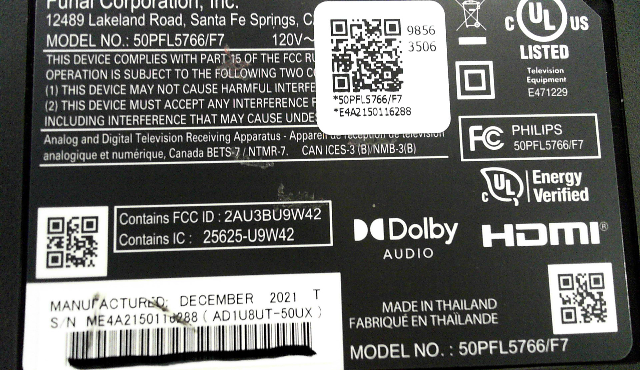 Funai Corporation, Inc.
12489 Lakeland Road, Santa Fe Springs,
MODEL NO.: 50PFL5766/F7 120V~
THIS DEVICE COMPLIES WITH PART 15 OF THE FCC
OPERATION IS SUBJECT TO THE FOLLOWING TWO
(1) THIS DEVICE MAY NOT CAUSE HARMFUL
(2) THIS DEVICE MUST ACCEPT ANY INTERFERENCE
INCLUDING INTERFERENCE THAT MAY CAUSE
Analog and Digital Television Receiving Apparatus - Appareil de réception de télévision
analogique et numérique, Canada BETS-7 / NTMR-7. CAN ICES-3 (B)/NMB-3(B)
9856
3506
*50PFL5766/F7
*E4A2150116288
C UL US
LISTED
Television
Equipment
E471229
FC PHILIPS
50PFL5766/F7
C UL Energy
Verified
Contains FCC ID : 2AU3BU9W42
Contains IC : 25625-U9W42
Dolby
AUDIO
HDMI®
MANUFACTURED: DECEMBER 2021 T
S/N ME4A2150116288 ( AD1U8UT-50UX )
MADE IN THAILAND
FABRIQUÉ EN THAÏLANDE
MODEL NO. : 50PFL5766/F7